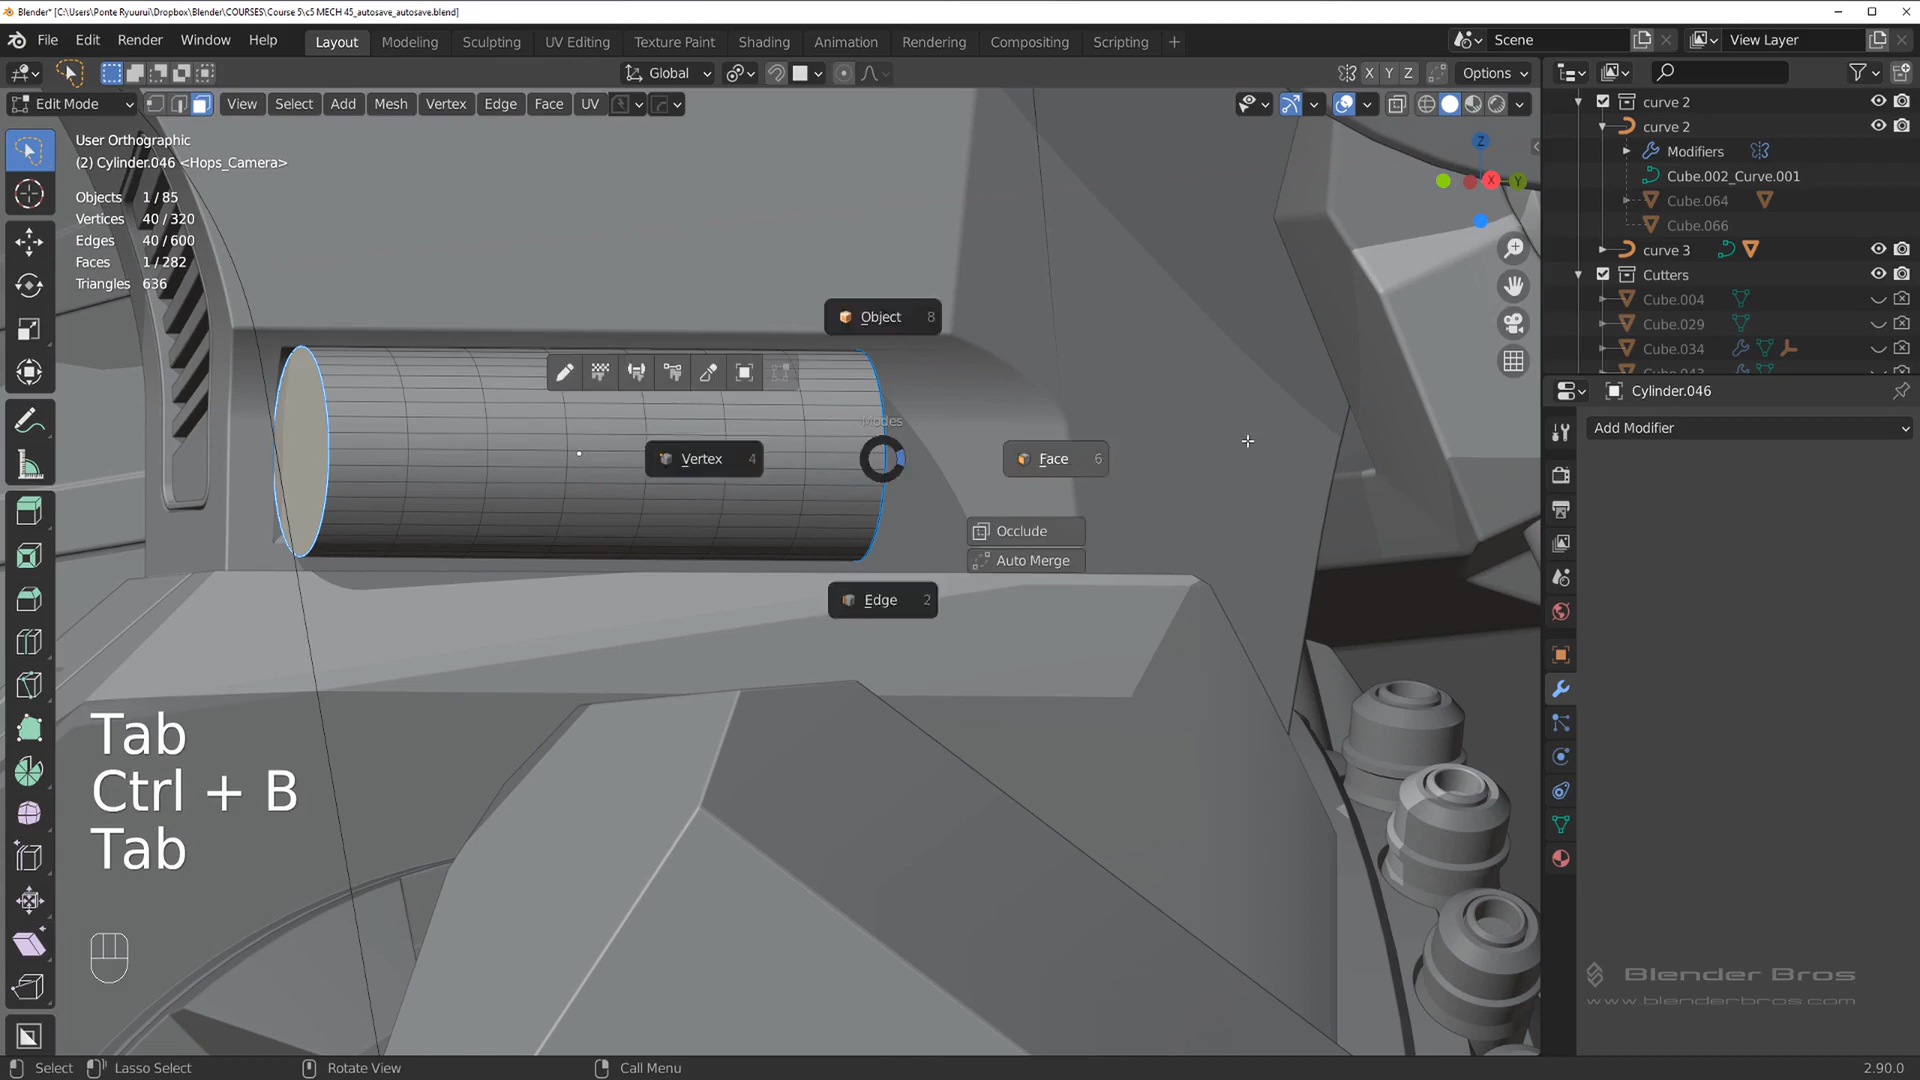 Blender* [C:\Users\Ponte Ryuurui\Dropbox\Blender\COURSES\Course 5\c5 MECH 45_autosave_autosave.blend]
File Edit Render Window Help Layout Modeling Sculpting UV Editing Texture Paint Shading Animation Rendering Compositing Scripting + Scene View Layer
Global X Y Z Options
Edit Mode View Select Add Mesh Vertex Edge Face UV
User Orthographic
(2) Cylinder.046 <Hops_Camera>
Objects 1 / 85
Vertices 40 / 320
Edges 40 / 600
Faces 1 / 282
Triangles 636
Z
X
Y
curve 2
curve 2
Modifiers
Cube.002_Curve.001
Cube.064
Cube.066
curve 3
Cutters
Cube.004
Cube.029
Cube.034
Cylinder.046
Add Modifier
Object 8
Modes
Vertex 4
Face 6
Occlude
Auto Merge
Edge 2
Tab
Ctrl + B
Tab
Blender Bros
www.blenderbros.com
Select Lasso Select Rotate View Call Menu 2.90.0